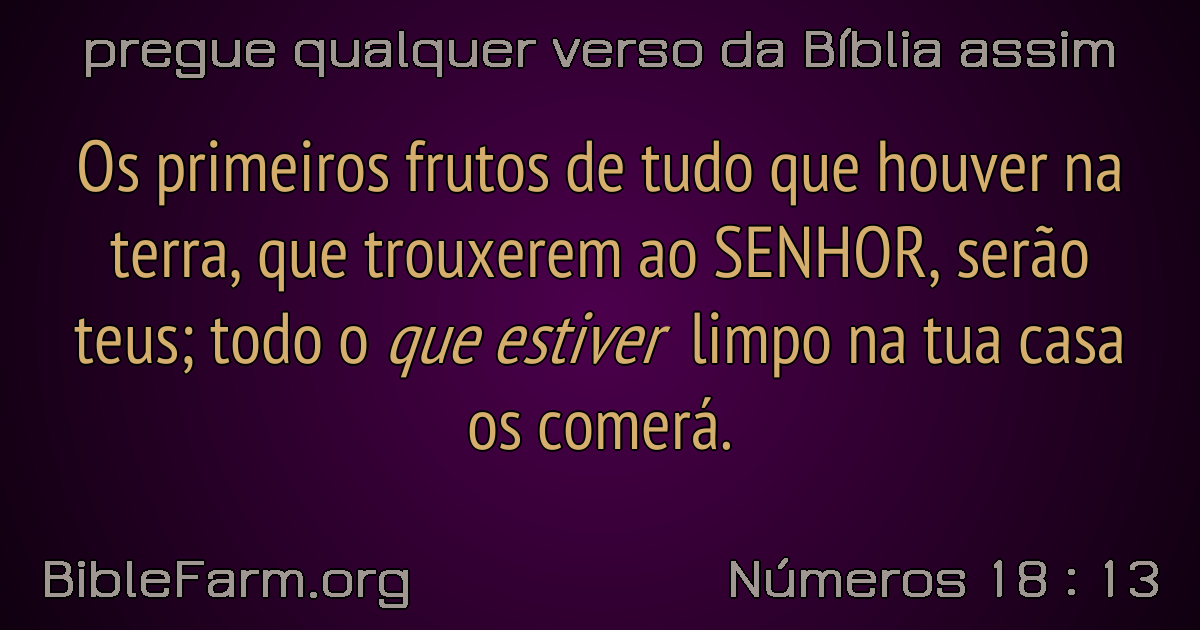 pregue qualquer verso da Bíblia assim
Os primeiros frutos de tudo que houver na
terra, que trouxerem ao SENHOR, serão
teus; todo o que estiver limpo na tua casa
os comerá.
BibleFarm.org
Números 18 : 13